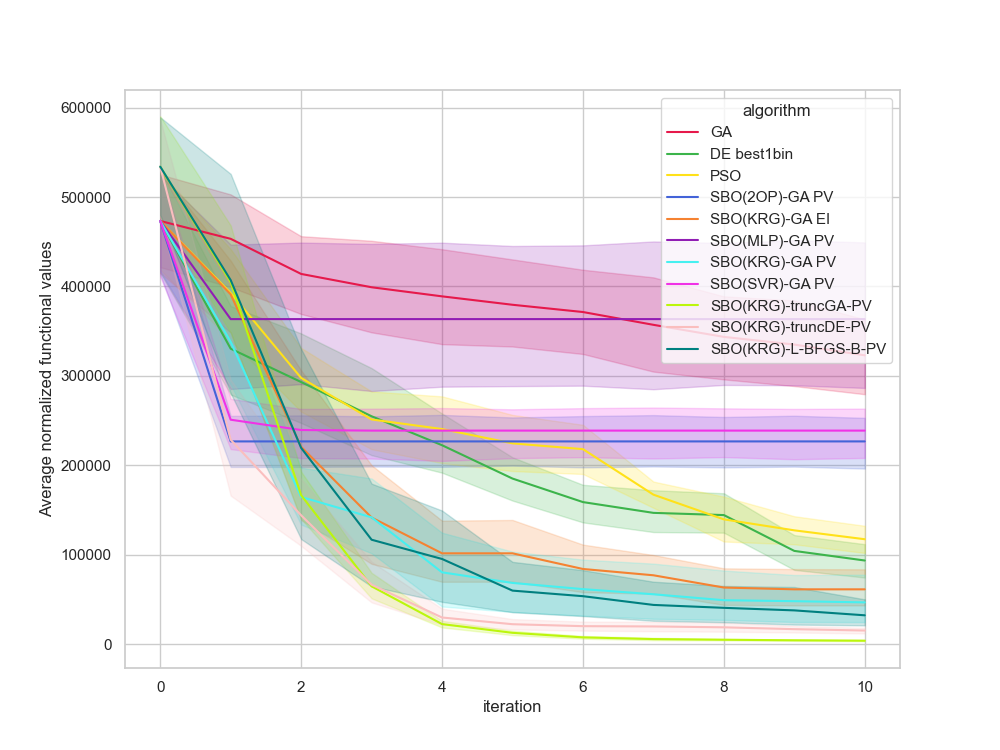 600000
500000
400000
300000
200000
100000
0
Average normalized functional values
0
2
4
6
8
10
iteration
algorithm
GA
DE best1bin
PSO
SBO(2OP)-GA PV
SBO(KRG)-GA EI
SBO(MLP)-GA PV
SBO(KRG)-GA PV
SBO(SVR)-GA PV
SBO(KRG)-truncGA-PV
SBO(KRG)-truncDE-PV
SBO(KRG)-L-BFGS-B-PV